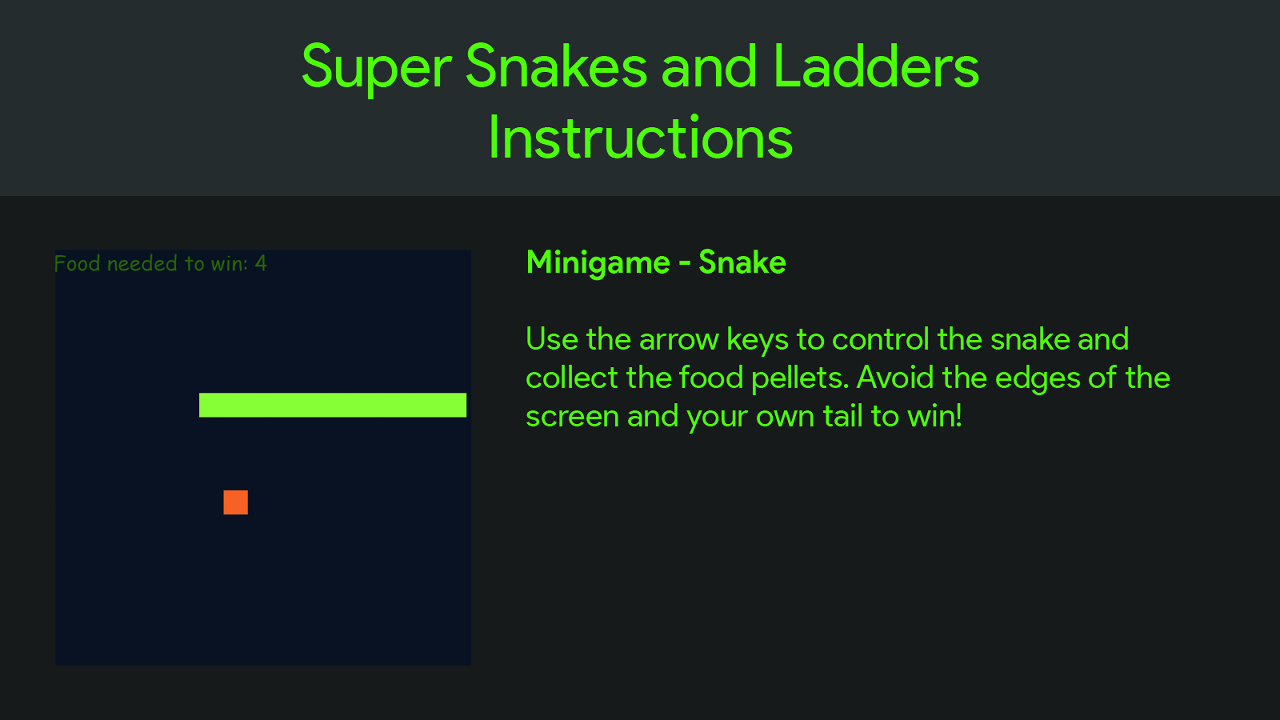 Super Snakes and Ladders
Instructions
Food needed to win: 4
Minigame - Snake
Use the arrow keys to control the snake and
collect the food pellets. Avoid the edges of the
screen and your own tail to win!